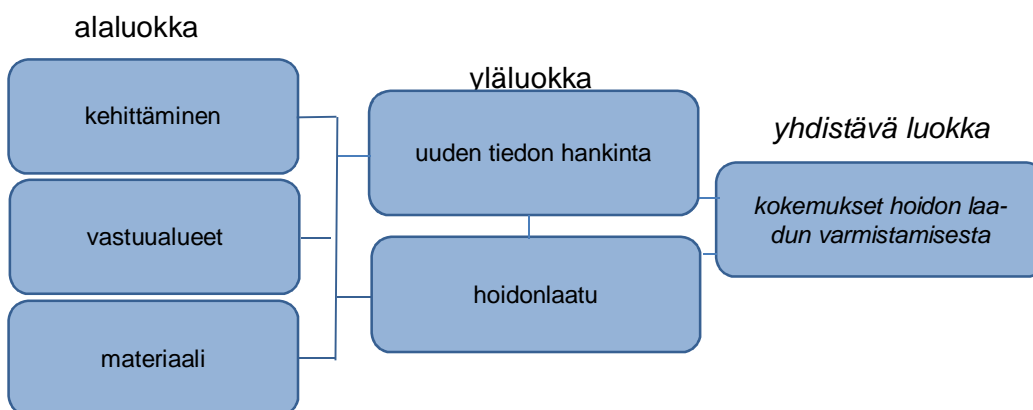 alaluokka
kehittäminen
vastuualueet
materiaali
yläluokka
uuden tiedon hankinta
hoidonlaatu
yhdistävä luokka
kokemukset hoidon laa-
dun varmistamisesta